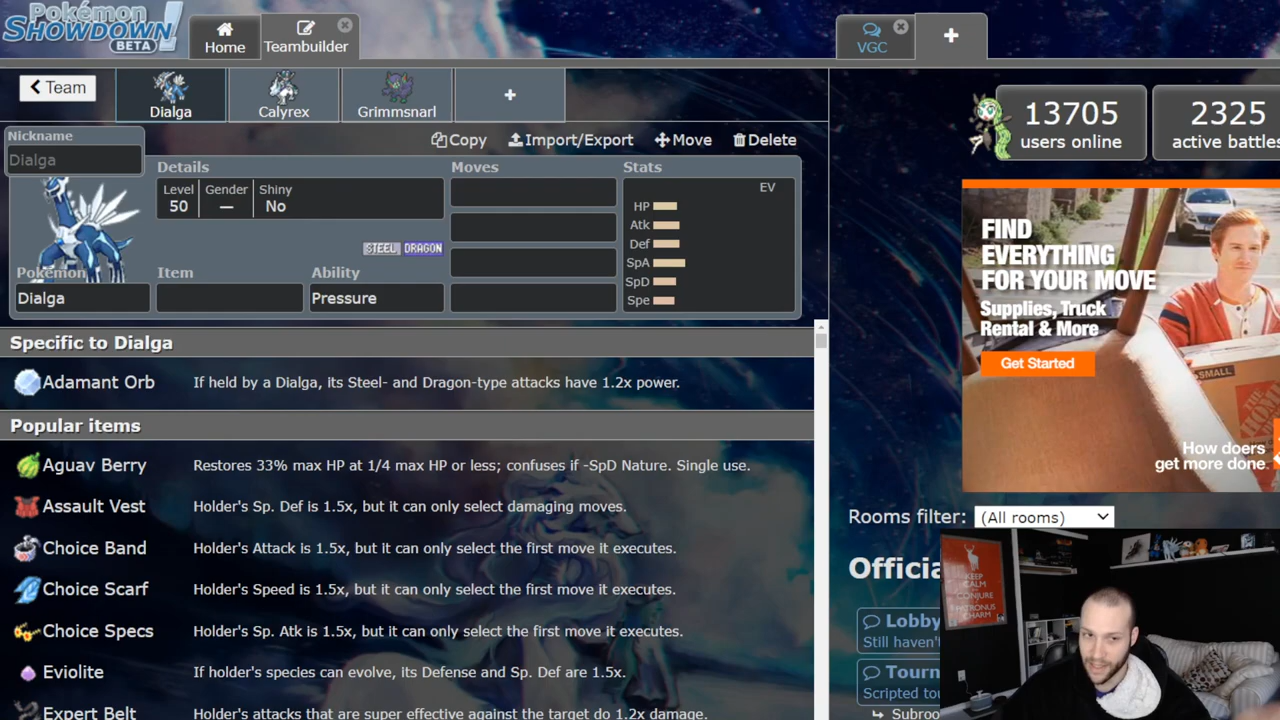 Pokémon
SHOWDOWN!
BETA
Home
Teambuilder
VGC
Team
Dialga
Calyrex
Grimmsnarl
Nickname
Dialga
Copy
Import/Export
Move
Delete
Details
Moves
Stats
Level
Gender
Shiny
50
—
No
EV
HP
Atk
Def
SpA
SpD
Spe
STEEL DRAGON
Pokémon
Item
Ability
Dialga
Pressure
Specific to Dialga
Adamant Orb If held by a Dialga, its Steel- and Dragon-type attacks have 1.2x power.
Popular items
Aguav Berry Restores 33% max HP at 1/4 max HP or less; confuses if -SpD Nature. Single use.
Assault Vest Holder's Sp. Def is 1.5x, but it can only select damaging moves.
Choice Band Holder's Attack is 1.5x, but it can only select the first move it executes.
Choice Scarf Holder's Speed is 1.5x, but it can only select the first move it executes.
Choice Specs Holder's Sp. Atk is 1.5x, but it can only select the first move it executes.
Eviolite If holder's species can evolve, its Defense and Sp. Def are 1.5x.
Expert Belt Holder's attacks that are super effective against the target do 1.2x damage.
13705
users online
2325
active battles
FIND
EVERYTHING
FOR YOUR MOVE
Supplies, Truck
Rental & More
Get Started
SMALL
THE HOME
How doers
get more done.
Rooms filter: (All rooms)
Officia
Lobby
Still haven't
Tourn
Scripted tou
↳ Subroo
KEEP
CALM
CONJURE
PATRONUS
CHARM